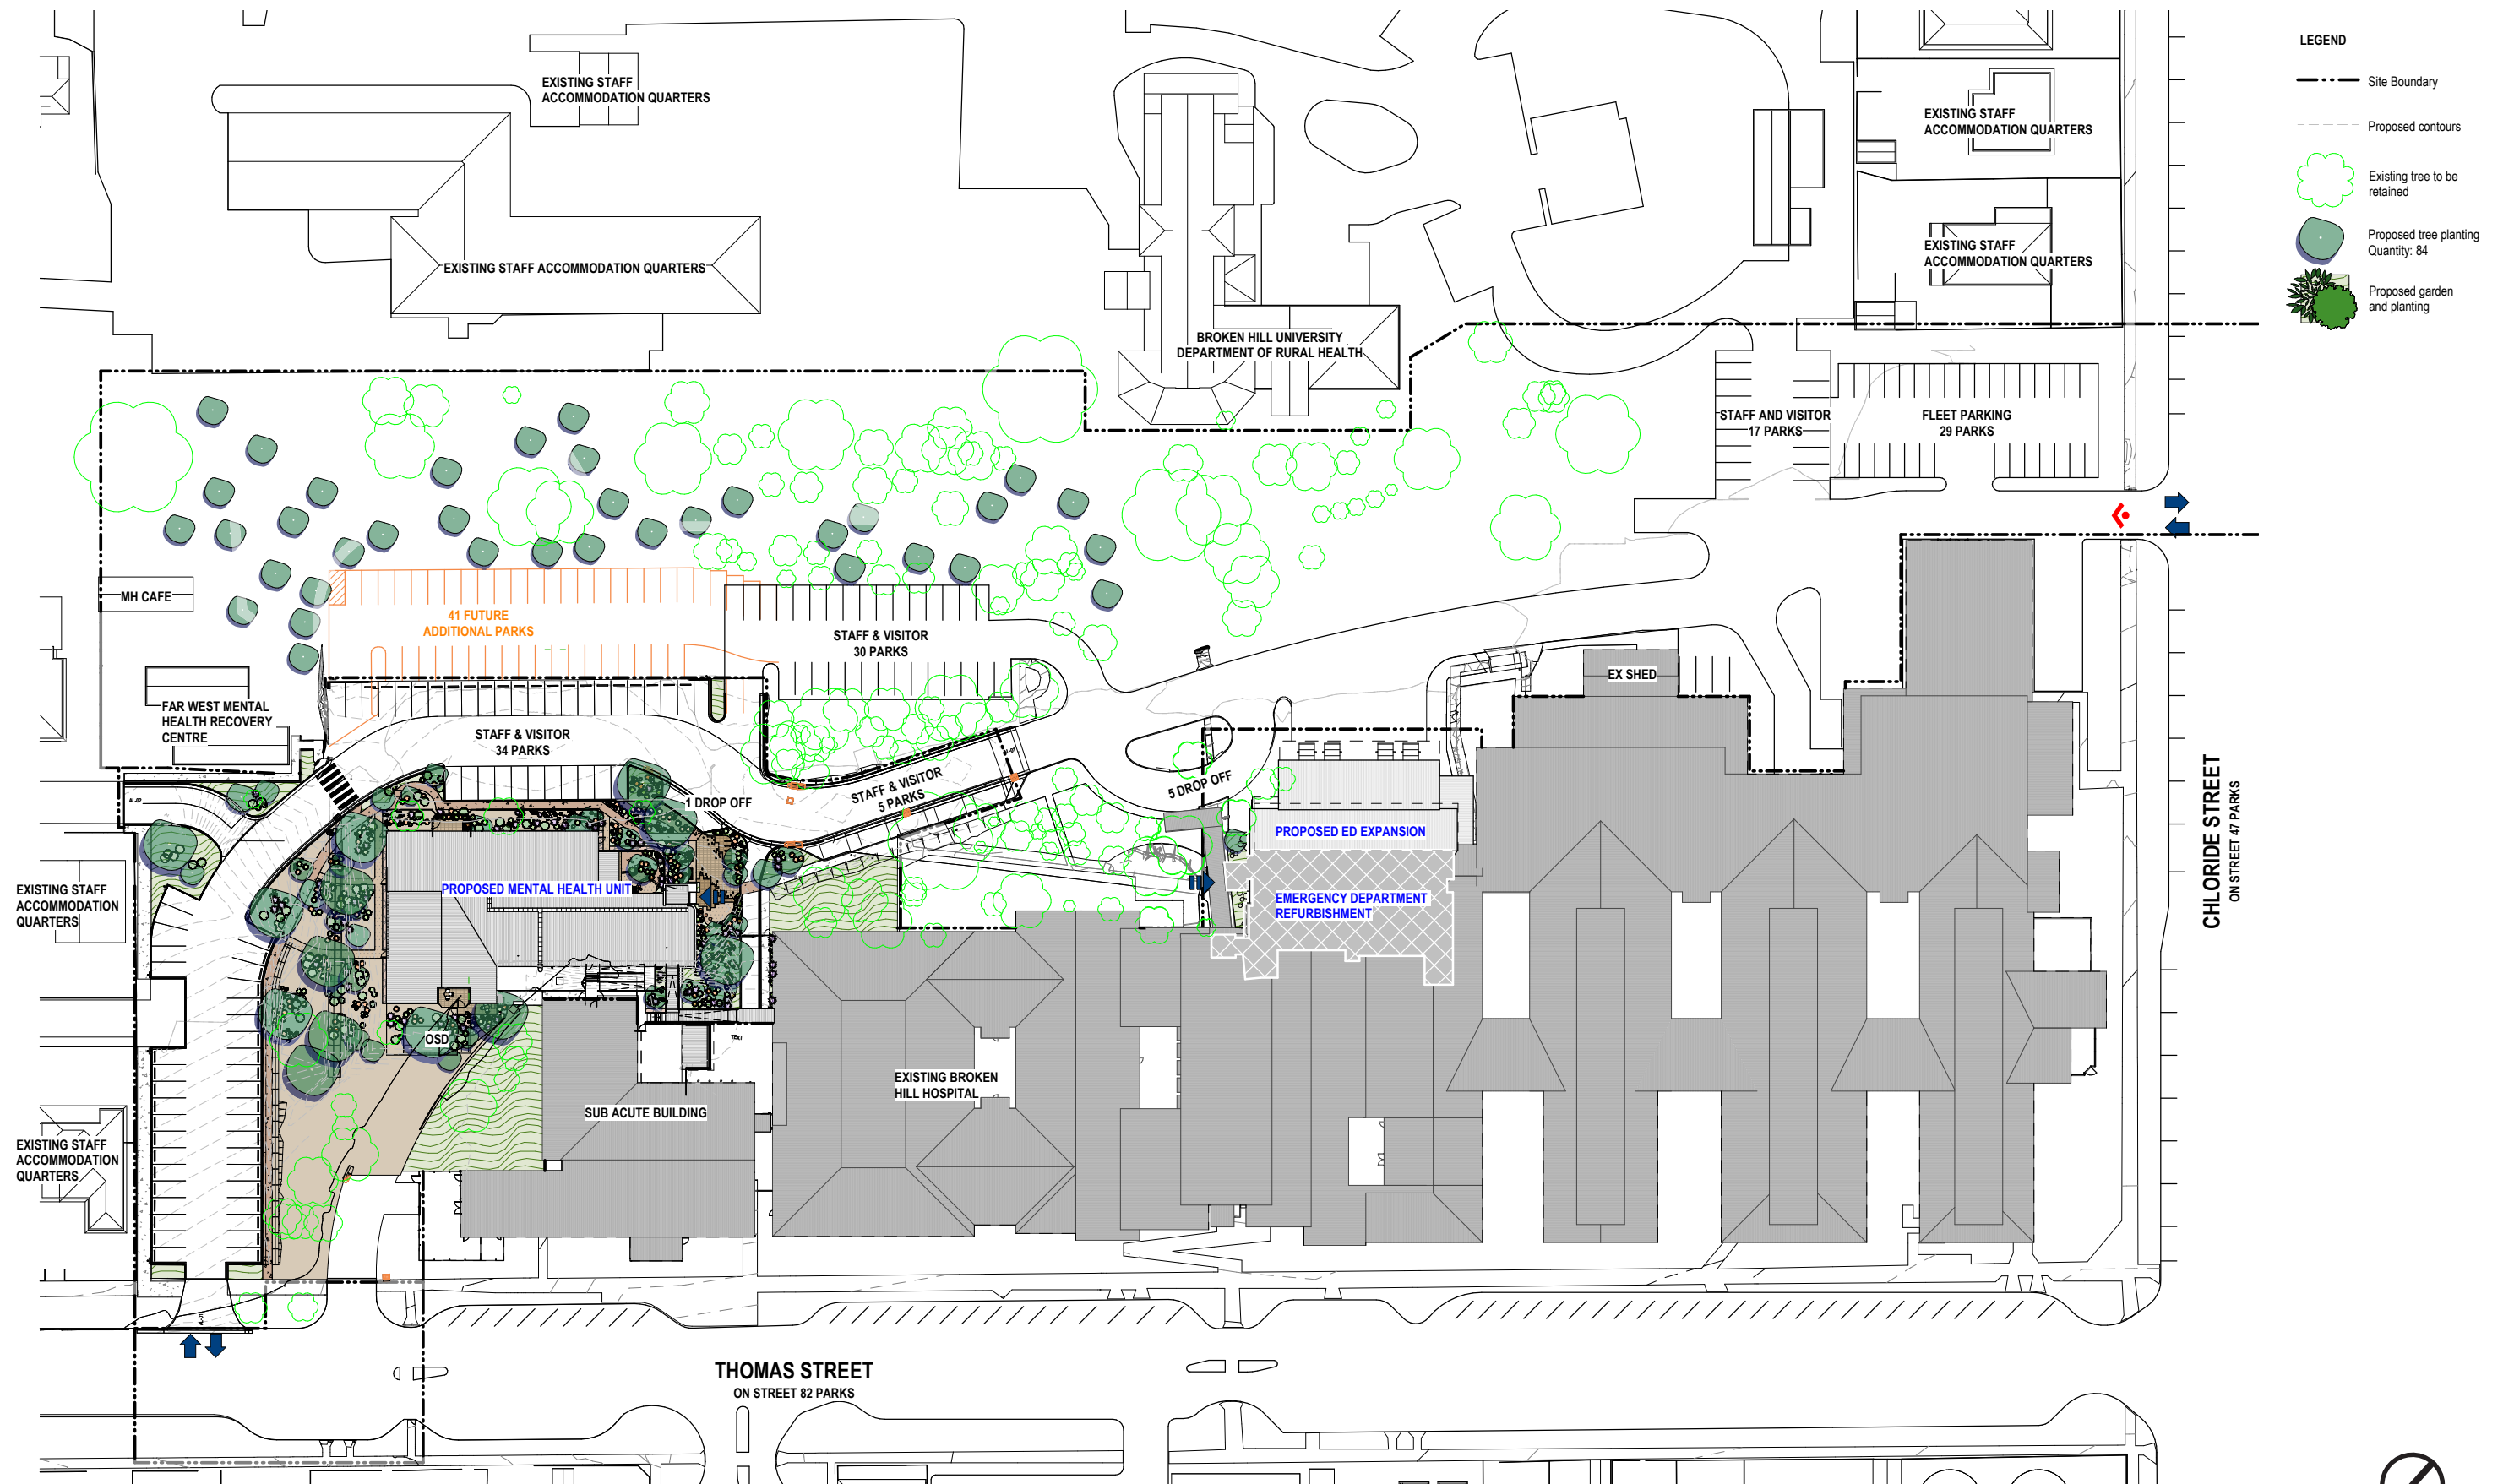 LEGEND
Site Boundary
Proposed contours
Existing tree to be
retained
Proposed tree planting
Quantity: 84
Proposed garden
and planting
EXISTING STAFF
ACCOMMODATION QUARTERS
EXISTING STAFF ACCOMMODATION QUARTERS
BROKEN HILL UNIVERSITY
DEPARTMENT OF RURAL HEALTH
EXISTING STAFF
ACCOMMODATION QUARTERS
EXISTING STAFF
ACCOMMODATION QUARTERS
STAFF AND VISITOR
17 PARKS
FLEET PARKING
29 PARKS
MH CAFE
41 FUTURE
ADDITIONAL PARKS
STAFF & VISITOR
30 PARKS
EX SHED
FAR WEST MENTAL
HEALTH RECOVERY
CENTRE
STAFF & VISITOR
34 PARKS
STAFF & VISITOR
5 PARKS
1 DROP OFF
5 DROP OFF
AL-02
PROPOSED ED EXPANSION
PROPOSED MENTAL HEALTH UNIT
EMERGENCY DEPARTMENT
REFURBISHMENT
EXISTING STAFF
ACCOMMODATION
QUARTERS
CHLORIDE STREET
ON STREET 47 PARKS
OSD
TEXT
EXISTING BROKEN
HILL HOSPITAL
SUB ACUTE BUILDING
EXISTING STAFF
ACCOMMODATION
QUARTERS
THOMAS STREET
ON STREET 82 PARKS